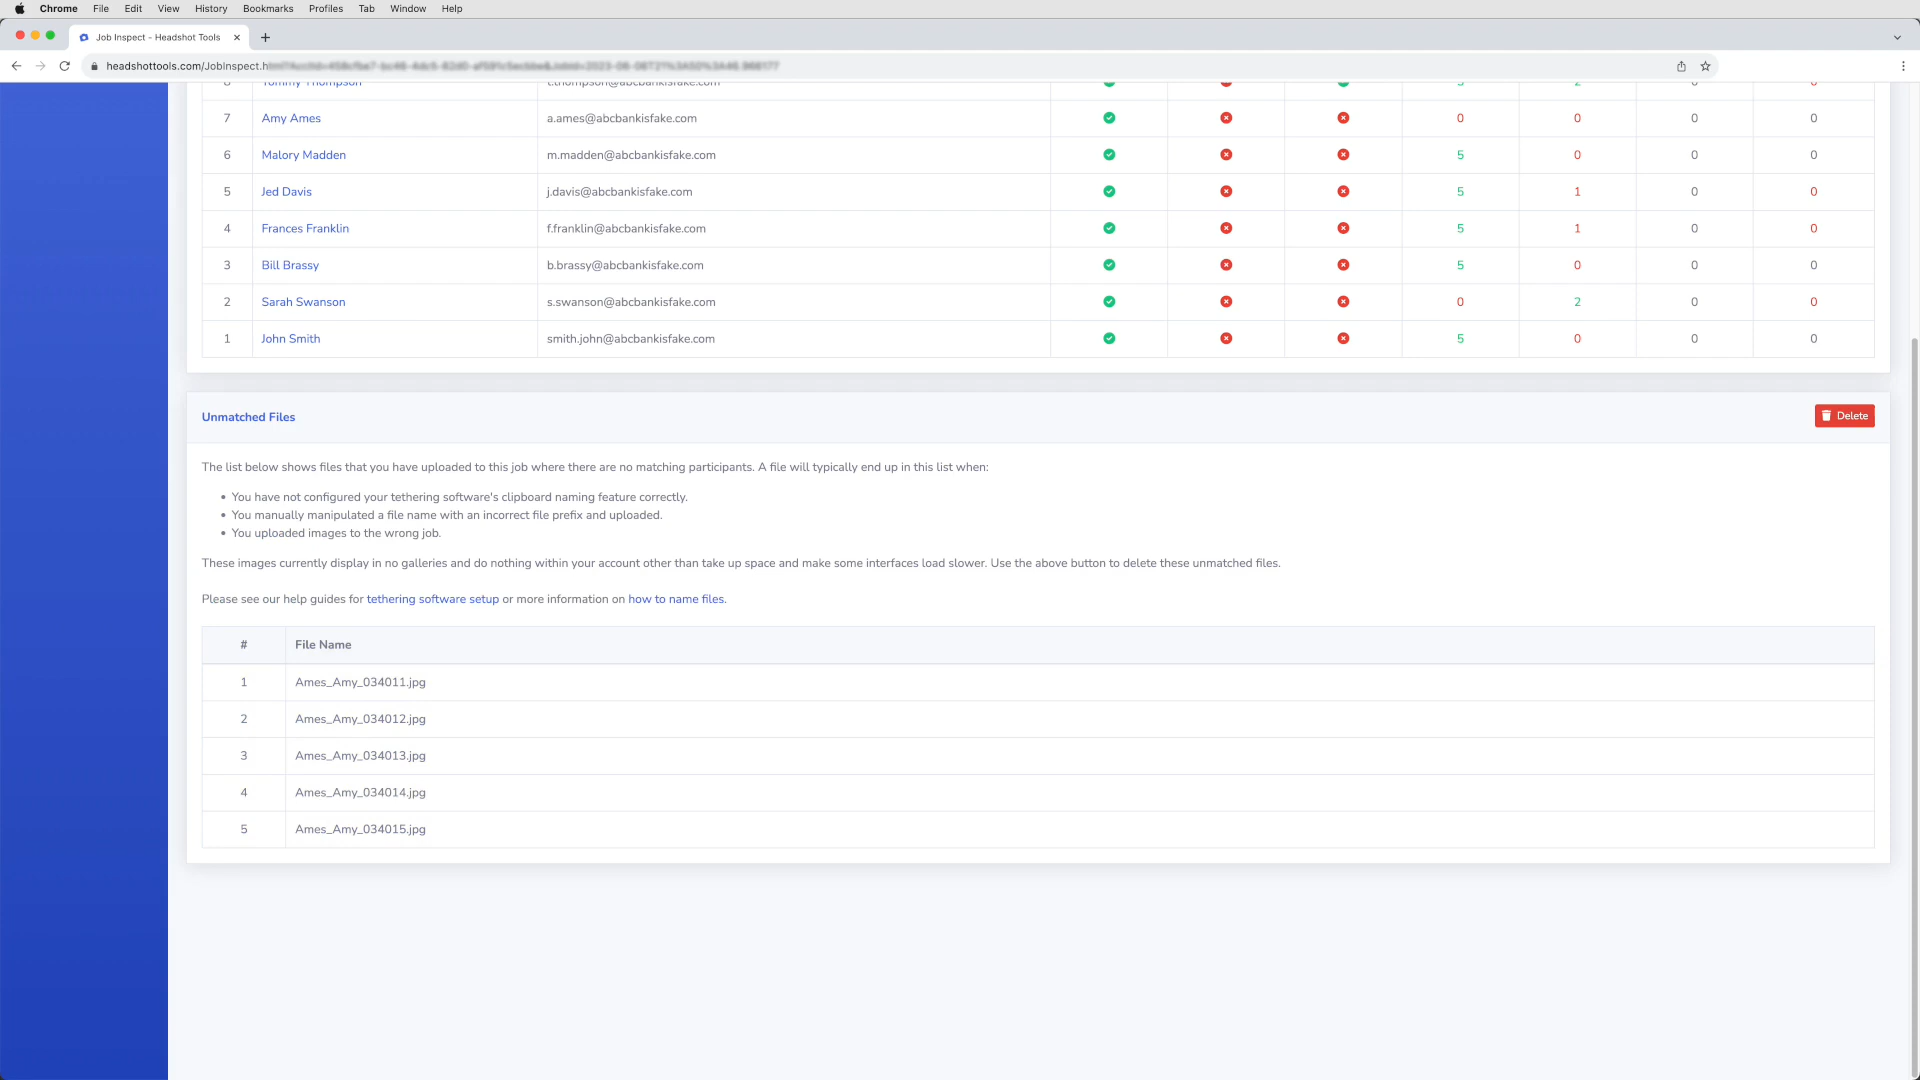 Chrome File Edit View History Bookmarks Profiles Tab Window Help
Job Inspect - Headshot Tools
headshottools.com/JobInspect.h
Tommy Thompson t.thompson@abcbankisfake.com 5 2 0 0
7 Amy Ames a.ames@abcbankisfake.com 0 0 0 0
6 Malory Madden m.madden@abcbankisfake.com 5 0 0 0
5 Jed Davis j.davis@abcbankisfake.com 5 1 0 0
4 Frances Franklin f.franklin@abcbankisfake.com 5 1 0 0
3 Bill Brassy b.brassy@abcbankisfake.com 5 0 0 0
2 Sarah Swanson s.swanson@abcbankisfake.com 0 2 0 0
1 John Smith smith.john@abcbankisfake.com 5 0 0 0
Unmatched Files
Delete
The list below shows files that you have uploaded to this job where there are no matching participants. A file will typically end up in this list when:
• You have not configured your tethering software's clipboard naming feature correctly.
• You manually manipulated a file name with an incorrect file prefix and uploaded.
• You uploaded images to the wrong job.
These images currently display in no galleries and do nothing within your account other than take up space and make some interfaces load slower. Use the above button to delete these unmatched files.
Please see our help guides for tethering software setup or more information on how to name files.
# File Name
1 Ames_Amy_034011.jpg
2 Ames_Amy_034012.jpg
3 Ames_Amy_034013.jpg
4 Ames_Amy_034014.jpg
5 Ames_Amy_034015.jpg